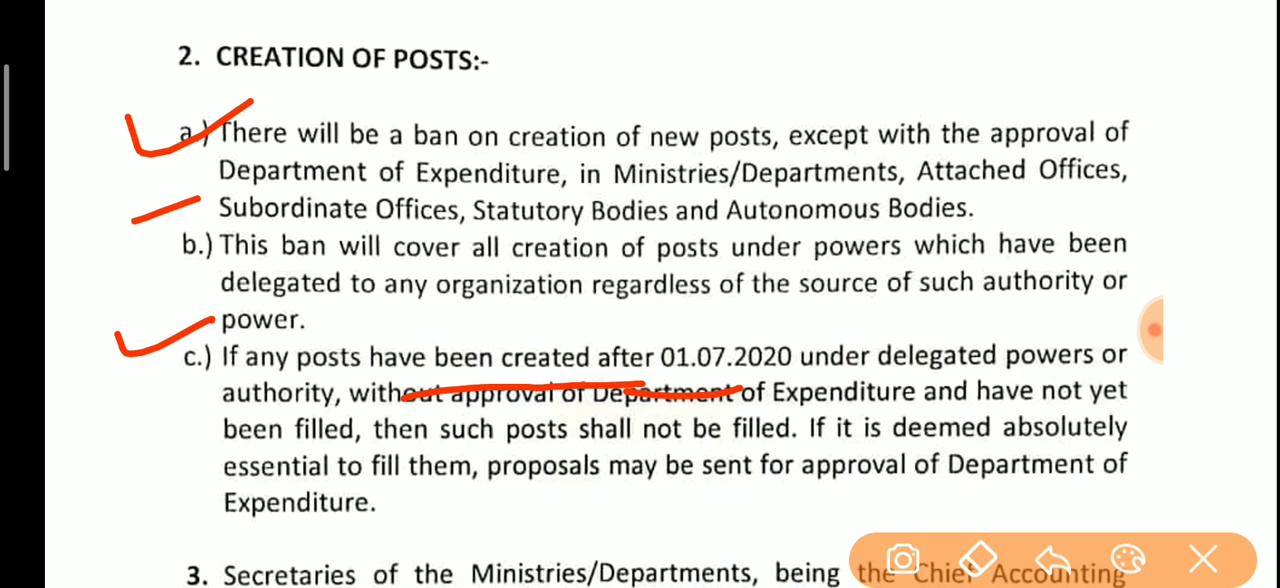 2. CREATION OF POSTS:-
a.) There will be a ban on creation of new posts, except with the approval of
Department of Expenditure, in Ministries/Departments, Attached Offices,
Subordinate Offices, Statutory Bodies and Autonomous Bodies.
b.) This ban will cover all creation of posts under powers which have been
delegated to any organization regardless of the source of such authority or
power.
c.) If any posts have been created after 01.07.2020 under delegated powers or
authority, without approval of Department of Expenditure and have not yet
been filled, then such posts shall not be filled. If it is deemed absolutely
essential to fill them, proposals may be sent for approval of Department of
Expenditure.
3. Secretaries of the Ministries/Departments, being the Chief Accounting